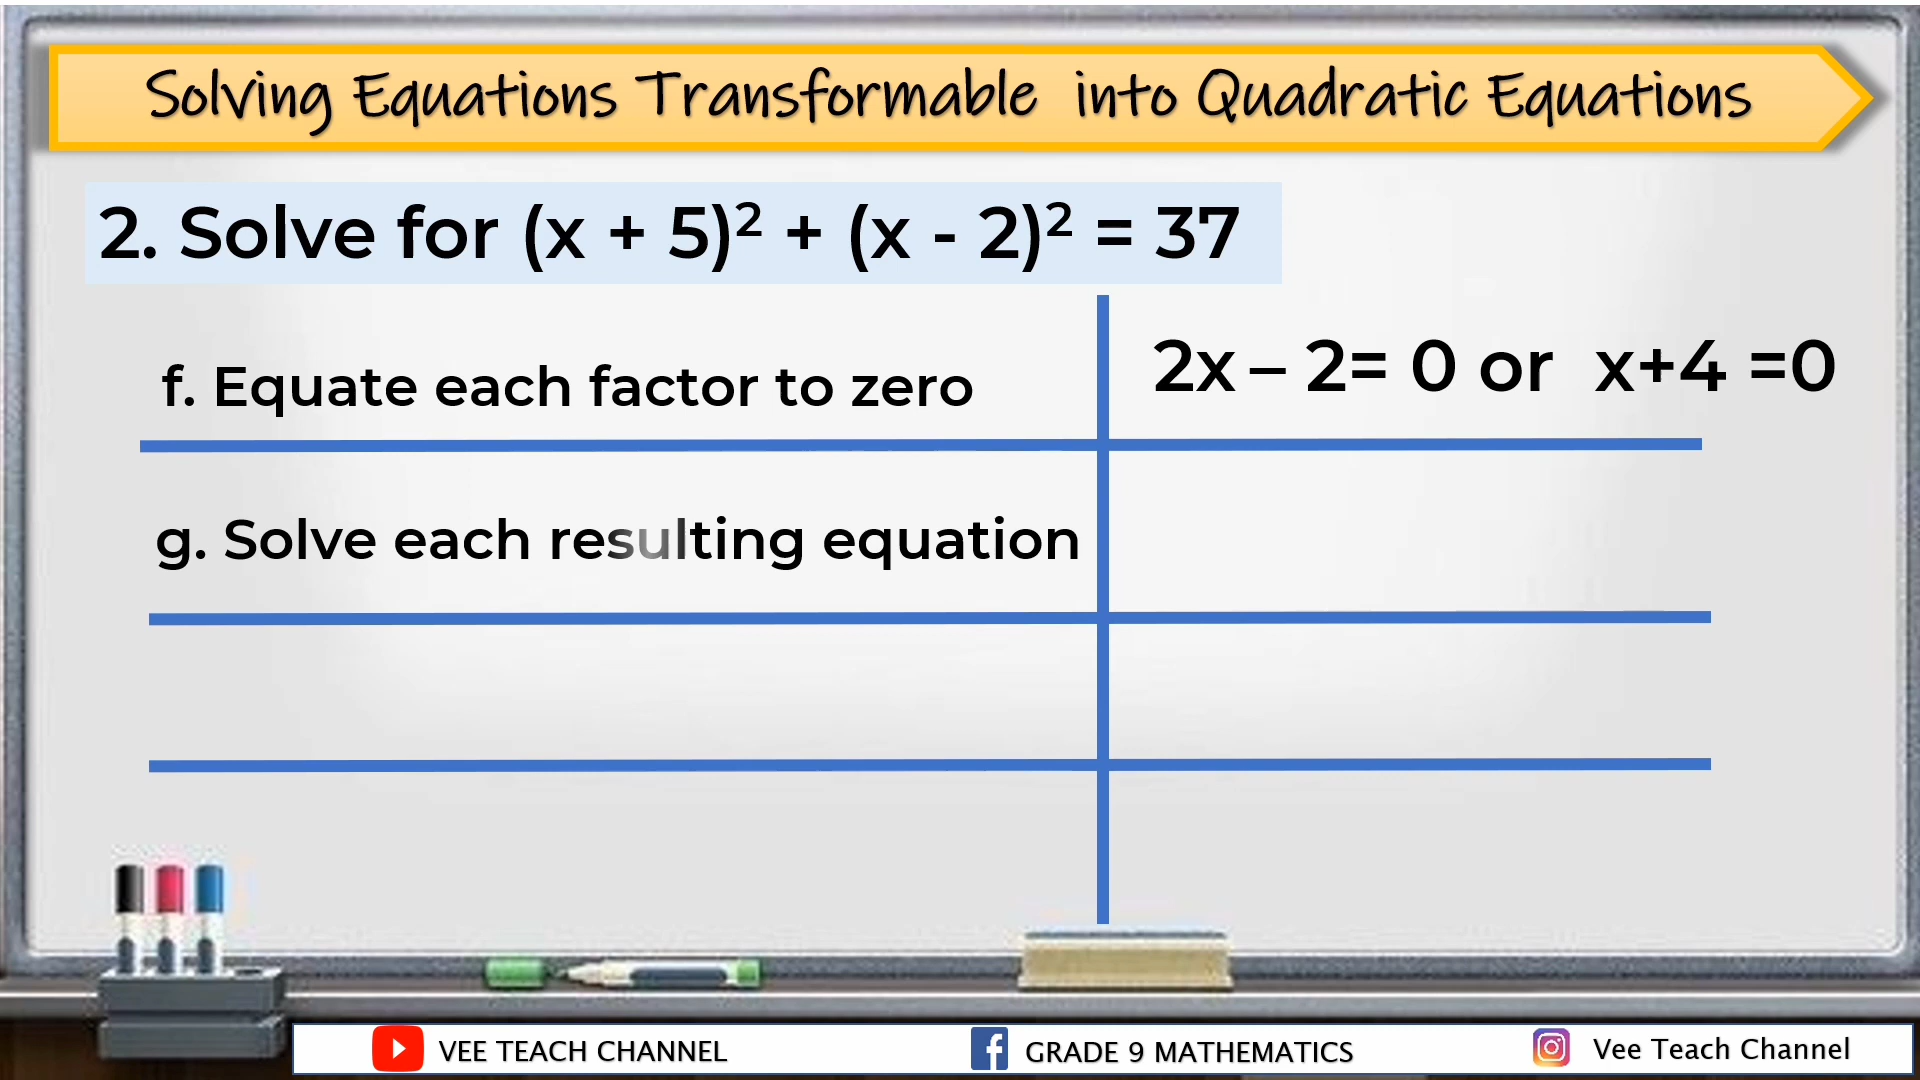 Solving Equations Transformable into Quadratic Equations
2. Solve for (x + 5)² + (x - 2)² = 37
f. Equate each factor to zero
2x – 2= 0 or x+4 =0
g. Solve each resulting equation
VEE TEACH CHANNEL
GRADE 9 MATHEMATICS
Vee Teach Channel